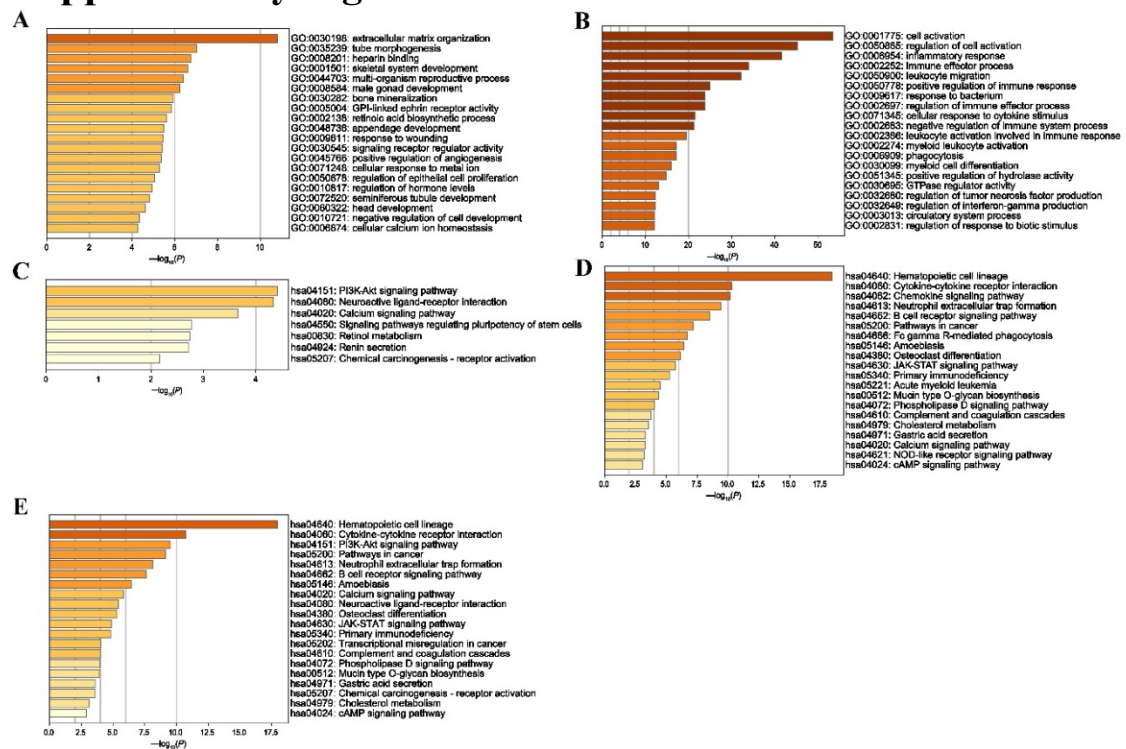 A
GO:0030198: extracellular matrix organization
GO:0035239: tube morphogenesis
GO:0008201: heparin binding
GO:0001501: skeletal system development
GO:0044703: multi-organism reproductive process
GO:0008584: male gonad development
GO:0030282: bone mineralization
GO:0005004: GPI-linked ephrin receptor activity
GO:0002138: retinoic acid biosynthetic process
GO:0048736: appendage development
GO:0009611: response to wounding
GO:0030545: signaling receptor regulator activity
GO:0045766: positive regulation of angiogenesis
GO:0071248: cellular response to metal ion
GO:0050678: regulation of epithelial cell proliferation
GO:0010817: regulation of hormone levels
GO:0072520: seminiferous tubule development
GO:0060322: head development
GO:0010721: negative regulation of cell development
GO:0006874: cellular calcium ion homeostasis
0 2 4 6 8 10
−log10(P)
B
GO:0001775: cell activation
GO:0050865: regulation of cell activation
GO:0006954: inflammatory response
GO:0002252: immune effector process
GO:0050900: leukocyte migration
GO:0050778: positive regulation of immune response
GO:0009617: response to bacterium
GO:0002697: regulation of immune effector process
GO:0071345: cellular response to cytokine stimulus
GO:0002683: negative regulation of immune system process
GO:0002366: leukocyte activation involved in immune response
GO:0002274: myeloid leukocyte activation
GO:0006909: phagocytosis
GO:0030099: myeloid cell differentiation
GO:0051345: positive regulation of hydrolase activity
GO:0030695: GTPase regulator activity
GO:0032680: regulation of tumor necrosis factor production
GO:0032649: regulation of interferon-gamma production
GO:0003013: circulatory system process
GO:0002831: regulation of response to biotic stimulus
0 10 20 30 40 50
−log10(P)
C
hsa04151: PI3K-Akt signaling pathway
hsa04080: Neuroactive ligand-receptor interaction
hsa04020: Calcium signaling pathway
hsa04550: Signaling pathways regulating pluripotency of stem cells
hsa00830: Retinol metabolism
hsa04924: Renin secretion
hsa05207: Chemical carcinogenesis - receptor activation
0 1 2 3 4
−log10(P)
D
hsa04640: Hematopoietic cell lineage
hsa04060: Cytokine-cytokine receptor interaction
hsa04062: Chemokine signaling pathway
hsa04613: Neutrophil extracellular trap formation
hsa04662: B cell receptor signaling pathway
hsa05200: Pathways in cancer
hsa04666: Fc gamma R-mediated phagocytosis
hsa05146: Amoebiasis
hsa04380: Osteoclast differentiation
hsa04630: JAK-STAT signaling pathway
hsa05340: Primary immunodeficiency
hsa05221: Acute myeloid leukemia
hsa00512: Mucin type O-glycan biosynthesis
hsa04072: Phospholipase D signaling pathway
hsa04610: Complement and coagulation cascades
hsa04979: Cholesterol metabolism
hsa04971: Gastric acid secretion
hsa04020: Calcium signaling pathway
hsa04621: NOD-like receptor signaling pathway
hsa04024: cAMP signaling pathway
0.0 2.5 5.0 7.5 10.0 12.5 15.0 17.5
−log10(P)
E
hsa04640: Hematopoietic cell lineage
hsa04060: Cytokine-cytokine receptor interaction
hsa04151: PI3K-Akt signaling pathway
hsa05200: Pathways in cancer
hsa04613: Neutrophil extracellular trap formation
hsa04662: B cell receptor signaling pathway
hsa05146: Amoebiasis
hsa04020: Calcium signaling pathway
hsa04080: Neuroactive ligand-receptor interaction
hsa04380: Osteoclast differentiation
hsa04630: JAK-STAT signaling pathway
hsa05340: Primary immunodeficiency
hsa05202: Transcriptional misregulation in cancer
hsa04610: Complement and coagulation cascades
hsa04072: Phospholipase D signaling pathway
hsa00512: Mucin type O-glycan biosynthesis
hsa04971: Gastric acid secretion
hsa05207: Chemical carcinogenesis - receptor activation
hsa04979: Cholesterol metabolism
hsa04024: cAMP signaling pathway
0.0 2.5 5.0 7.5 10.0 12.5 15.0 17.5
−log10(P)